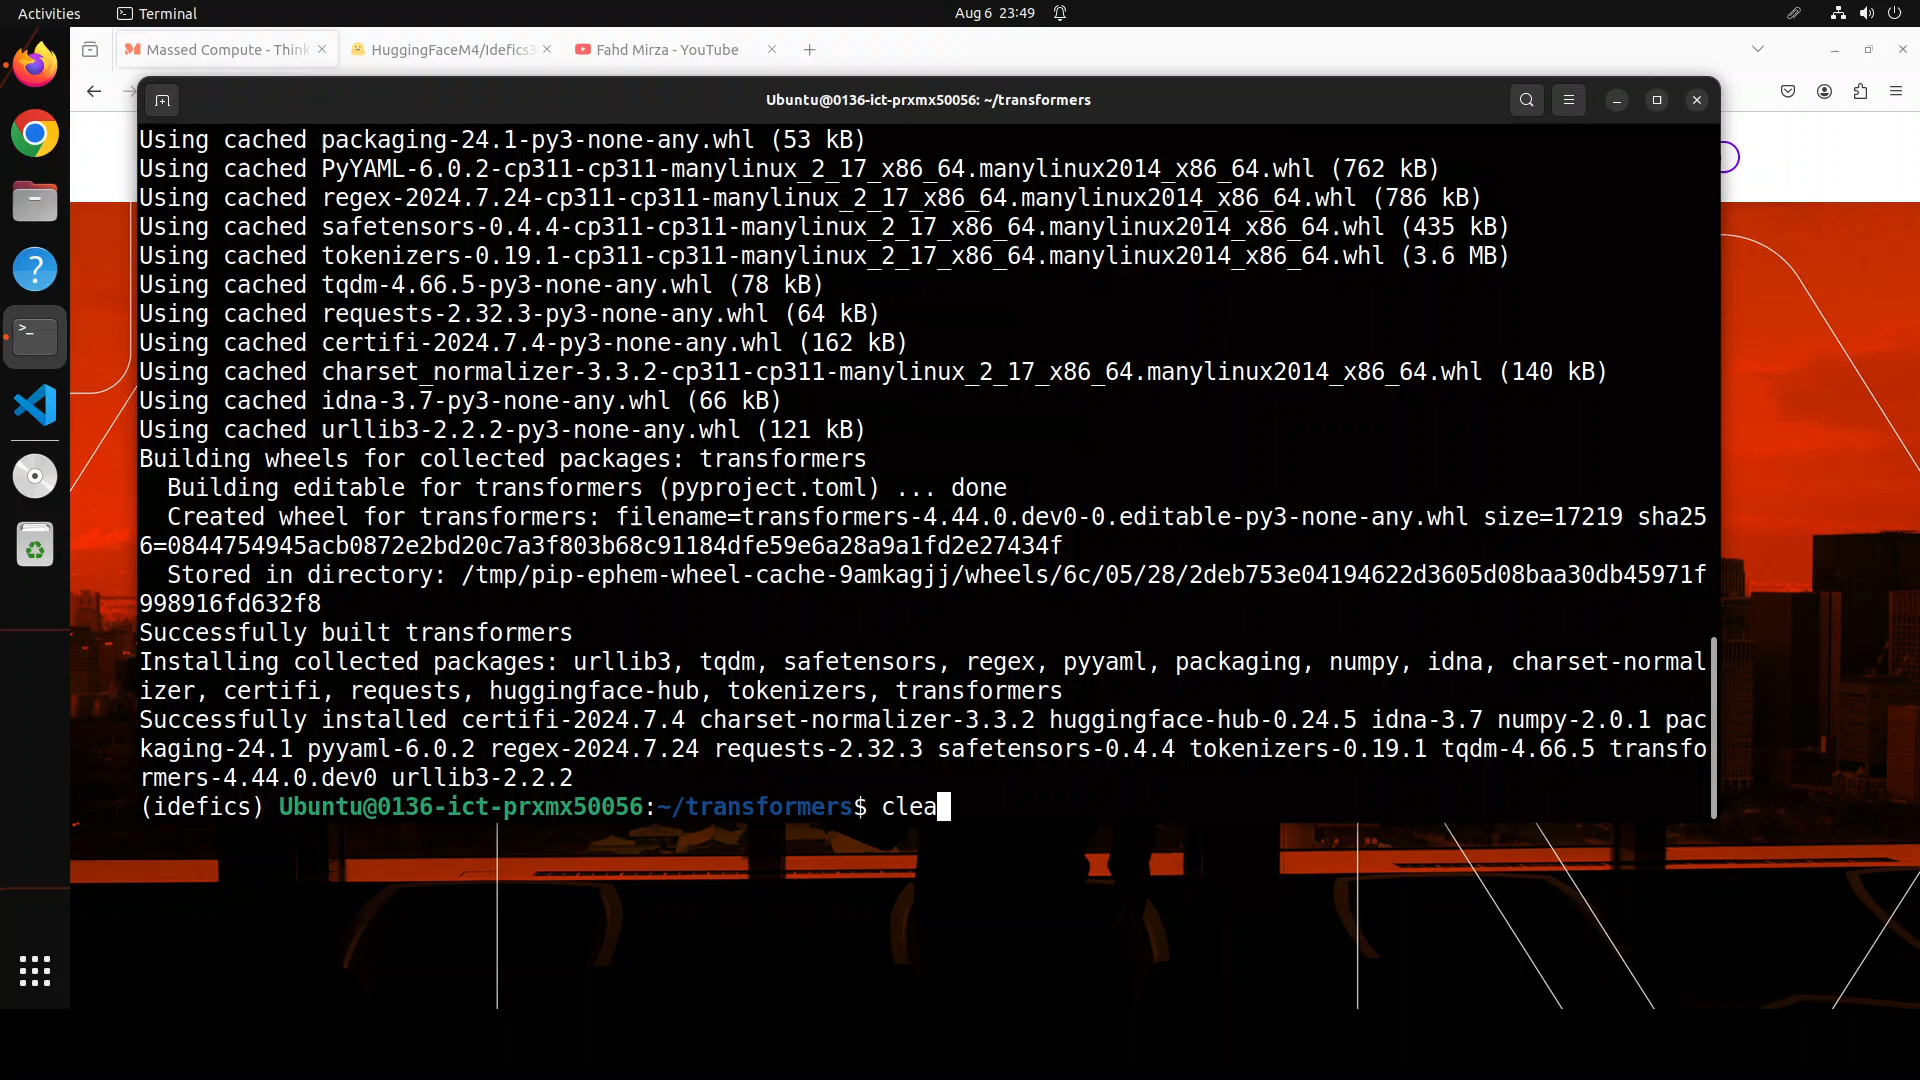 Activities
Terminal
Aug 6 23:49
Massed Compute - Think
HuggingFaceM4/Idefics3
Fahd Mirza - YouTube
Ubuntu@0136-ict-prxmx50056: ~/transformers
Using cached packaging-24.1-py3-none-any.whl (53 kB)
Using cached PyYAML-6.0.2-cp311-cp311-manylinux_2_17_x86_64.manylinux2014_x86_64.whl (762 kB)
Using cached regex-2024.7.24-cp311-cp311-manylinux_2_17_x86_64.manylinux2014_x86_64.whl (786 kB)
Using cached safetensors-0.4.4-cp311-cp311-manylinux_2_17_x86_64.manylinux2014_x86_64.whl (435 kB)
Using cached tokenizers-0.19.1-cp311-cp311-manylinux_2_17_x86_64.manylinux2014_x86_64.whl (3.6 MB)
Using cached tqdm-4.66.5-py3-none-any.whl (78 kB)
Using cached requests-2.32.3-py3-none-any.whl (64 kB)
Using cached certifi-2024.7.4-py3-none-any.whl (162 kB)
Using cached charset_normalizer-3.3.2-cp311-cp311-manylinux_2_17_x86_64.manylinux2014_x86_64.whl (140 kB)
Using cached idna-3.7-py3-none-any.whl (66 kB)
Using cached urllib3-2.2.2-py3-none-any.whl (121 kB)
Building wheels for collected packages: transformers
Building editable for transformers (pyproject.toml) ... done
Created wheel for transformers: filename=transformers-4.44.0.dev0-0.editable-py3-none-any.whl size=17219 sha25
6=0844754945acb0872e2bd20c7a3f803b68c91184dfe59e6a28a9a1fd2e27434f
Stored in directory: /tmp/pip-ephem-wheel-cache-9amkagjj/wheels/6c/05/28/2deb753e04194622d3605d08baa30db45971f
998916fd632f8
Successfully built transformers
Installing collected packages: urllib3, tqdm, safetensors, regex, pyyaml, packaging, numpy, idna, charset-normal
izer, certifi, requests, huggingface-hub, tokenizers, transformers
Successfully installed certifi-2024.7.4 charset-normalizer-3.3.2 huggingface-hub-0.24.5 idna-3.7 numpy-2.0.1 pac
kaging-24.1 pyyaml-6.0.2 regex-2024.7.24 requests-2.32.3 safetensors-0.4.4 tokenizers-0.19.1 tqdm-4.66.5 transfo
rmers-4.44.0.dev0 urllib3-2.2.2
(idefics) Ubuntu@0136-ict-prxmx50056:~/transformers$ clea